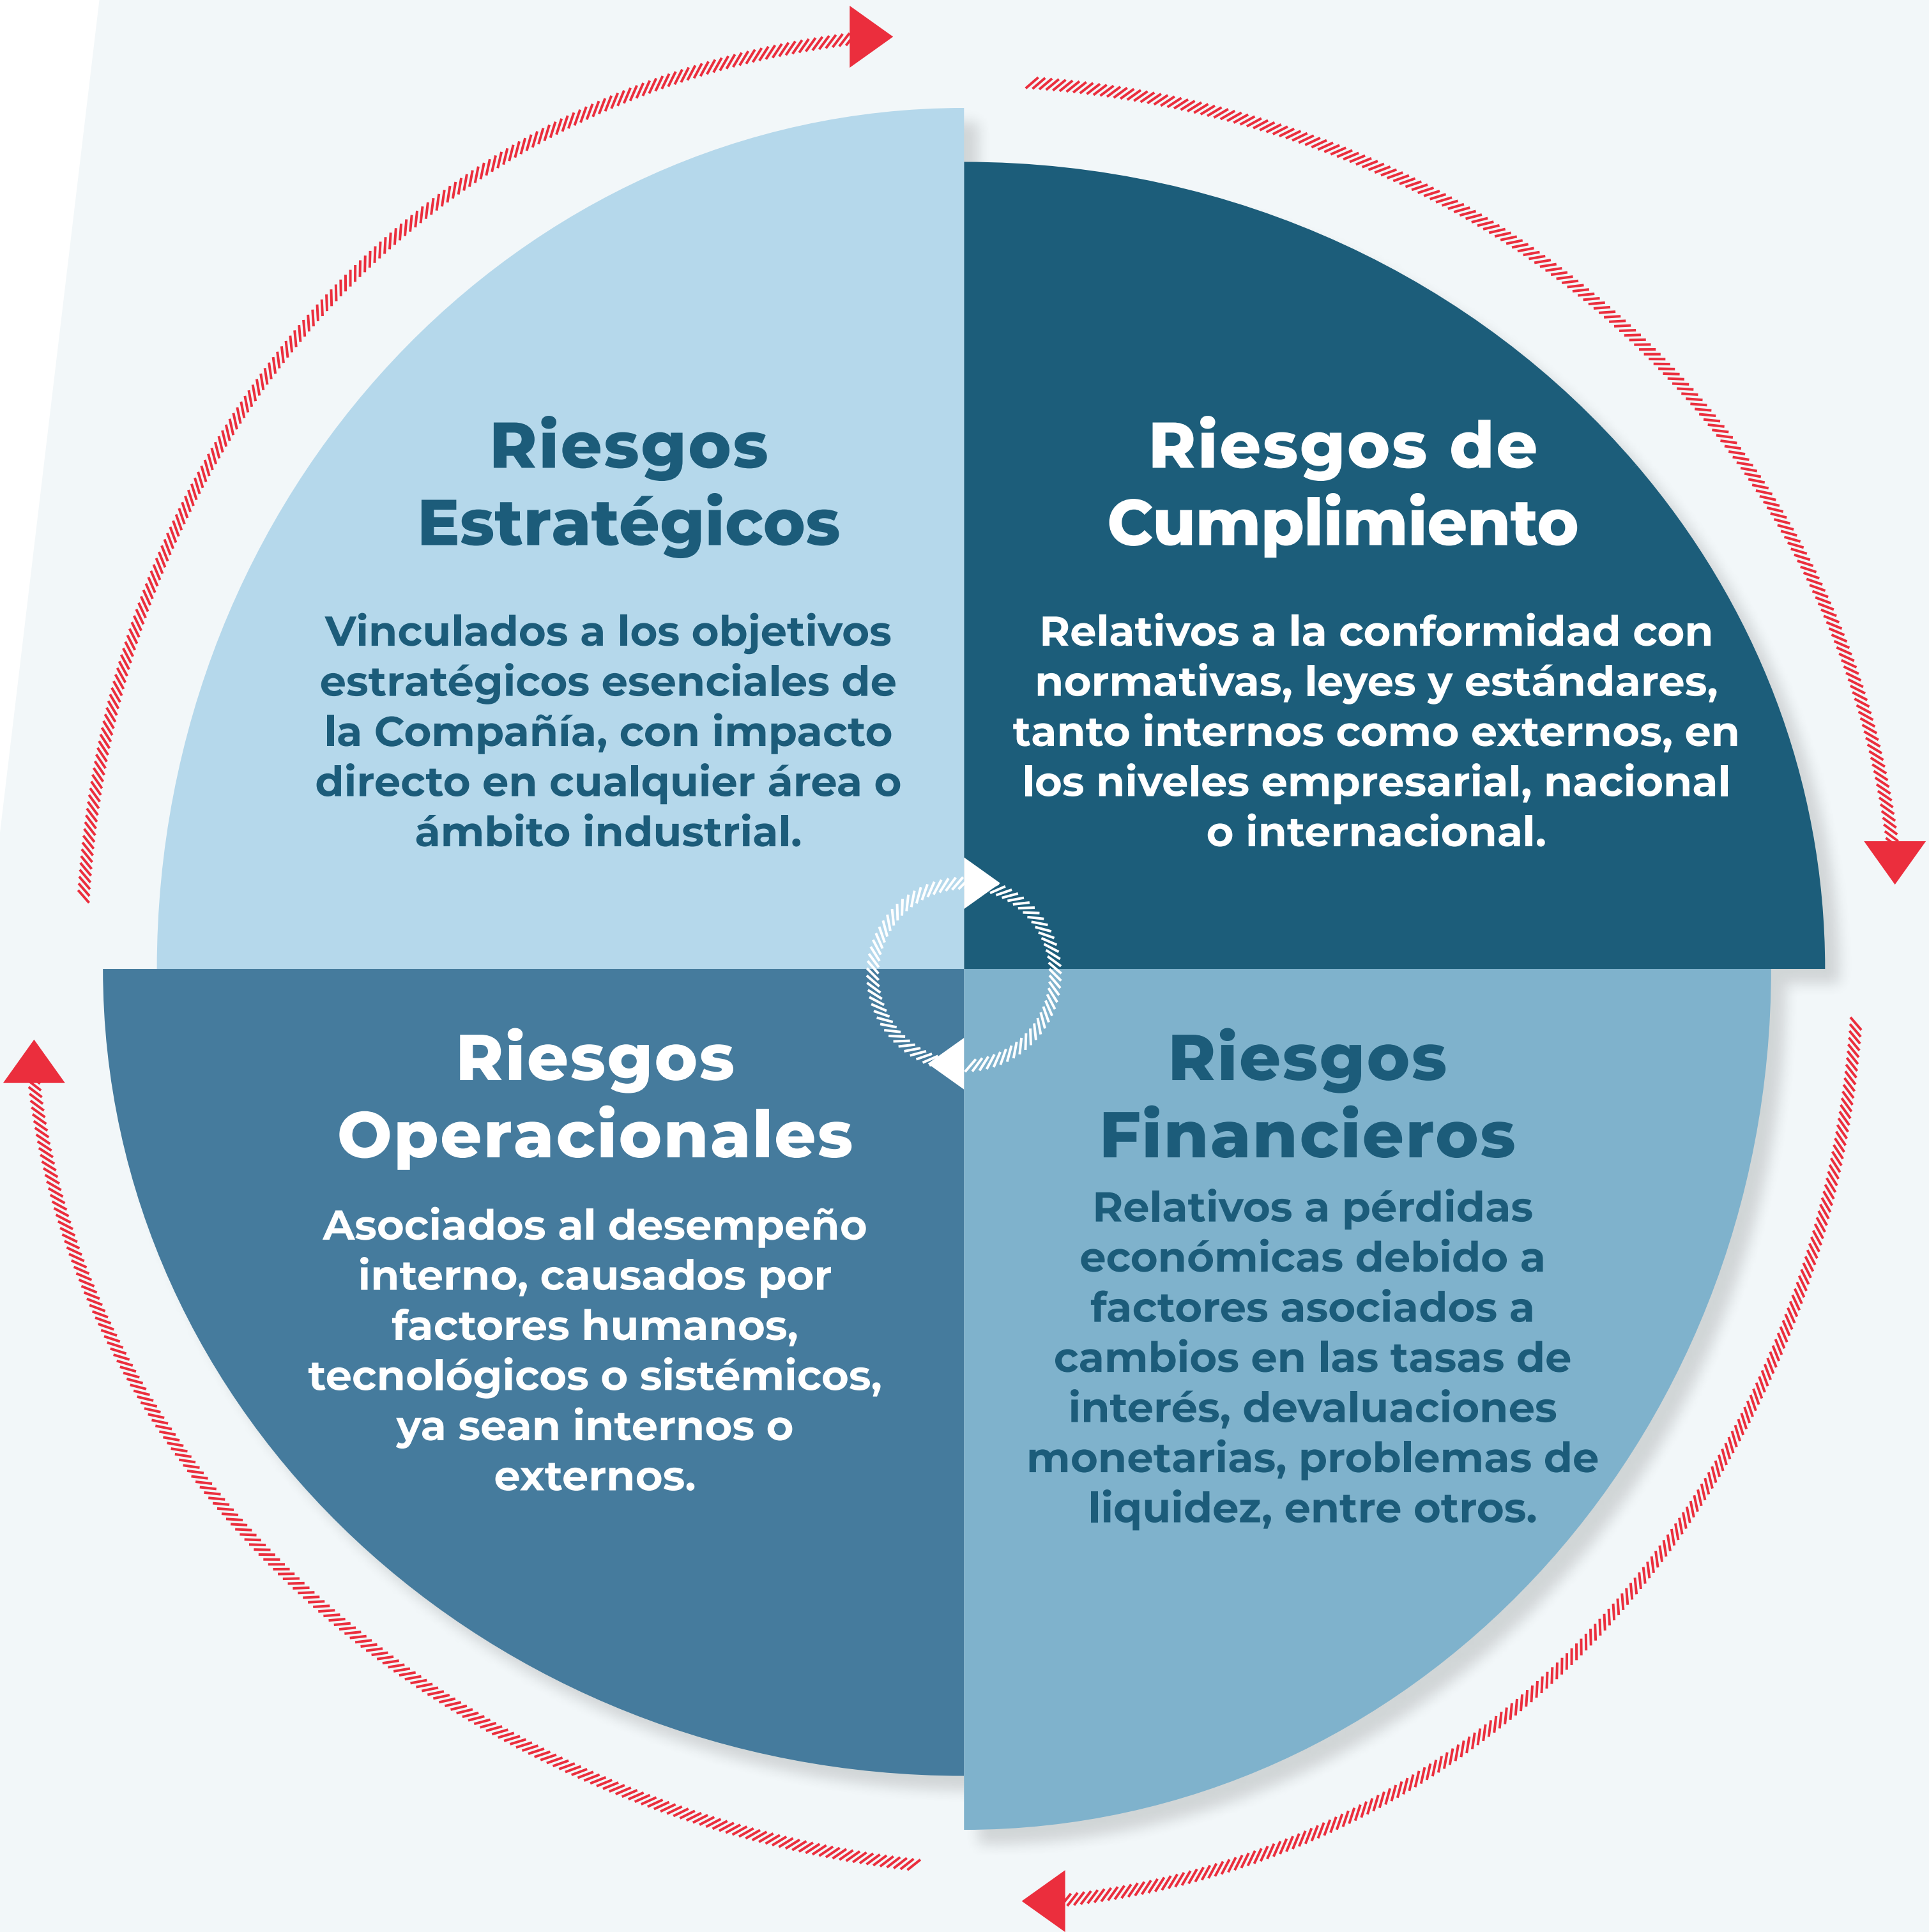 Riesgos
Estratégicos
Vinculados a los objetivos
estratégicos esenciales de
la Compañía, con impacto
directo en cualquier área o
ámbito industrial.
Riesgos de
Cumplimiento
Relativos a la conformidad con
normativas, leyes y estándares,
tanto internos como externos, en
los niveles empresarial, nacional
o internacional.
Riesgos
Operacionales
Asociados al desempeño
interno, causados por
factores humanos,
tecnológicos o sistémicos,
ya sean internos o
externos.
Riesgos
Financieros
Relativos a pérdidas
económicas debido a
factores asociados a
cambios en las tasas de
interés, devaluaciones
monetarias, problemas de
liquidez, entre otros.